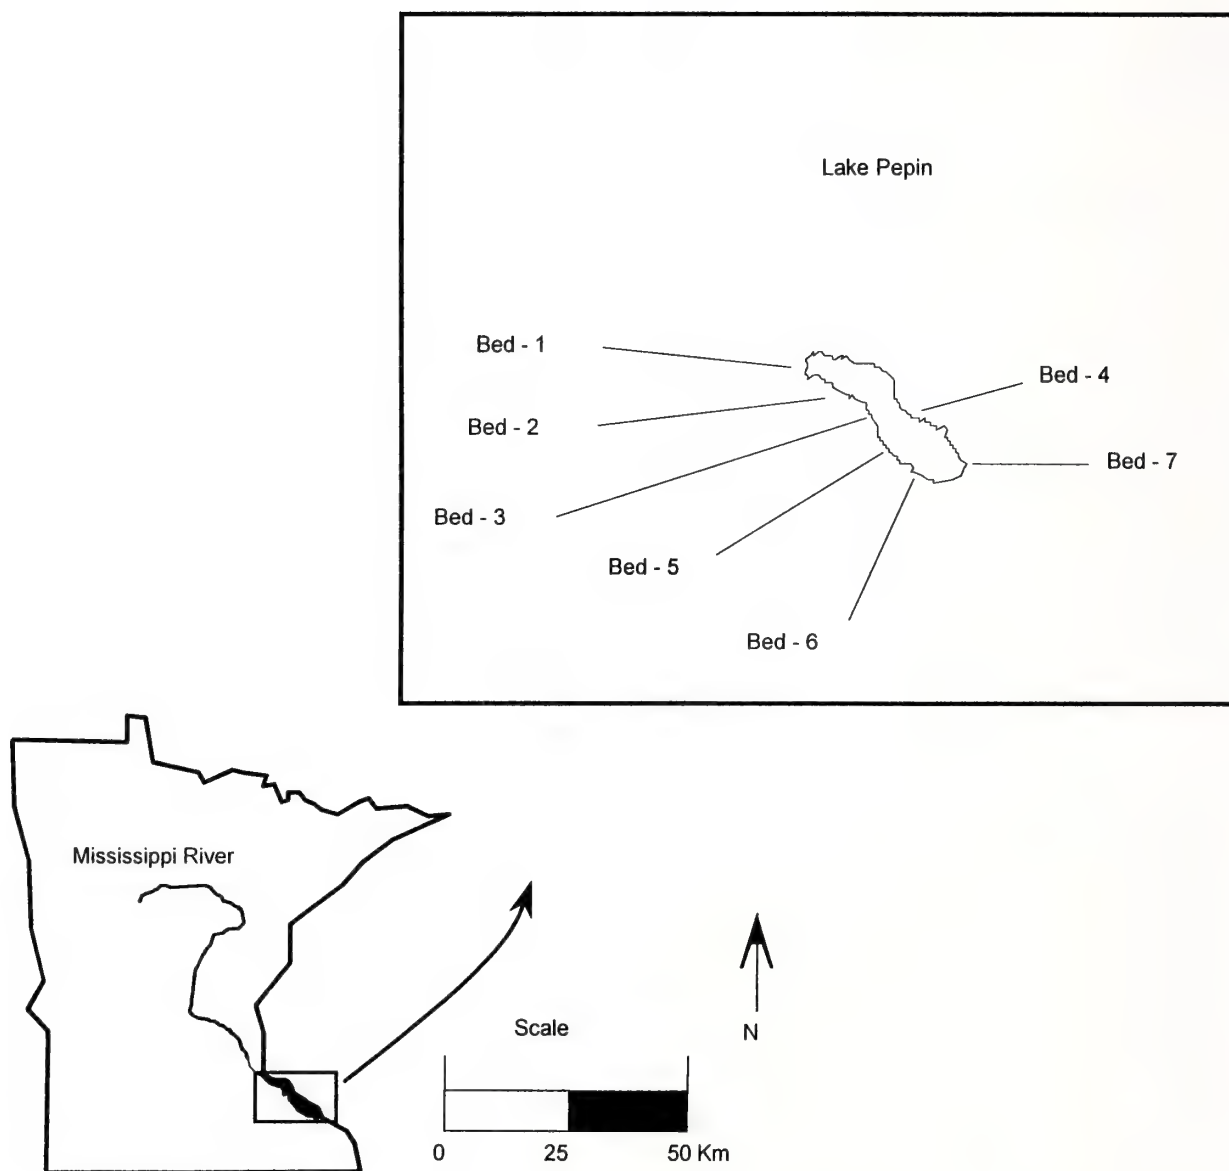 Lake Pepin
Bed - 1
Bed - 4
Bed - 2
Bed - 7
Bed - 3
Bed - 5
Bed - 6
Mississippi River
Scale
N
0 25 50 Km